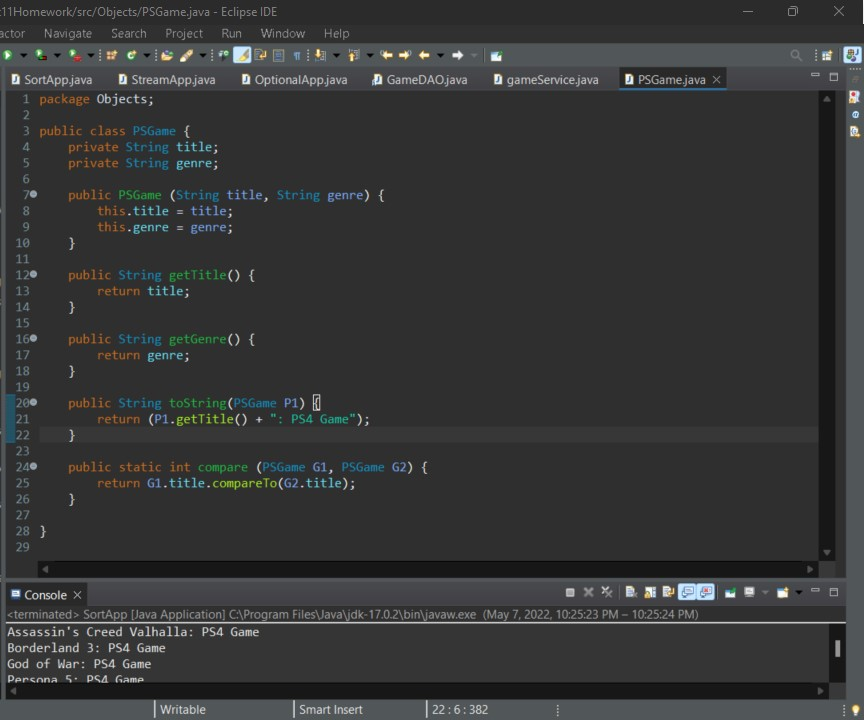 t11Homework/src/Objects/PSGame.java - Eclipse IDE
actor Navigate Search Project Run Window Help
SortApp.java StreamApp.java OptionalApp.java GameDAO.java gameService.java PSGame.java
1 package Objects;
2
3 public class PSGame {
4 private String title;
5 private String genre;
6
7 public PSGame (String title, String genre) {
8 this.title = title;
9 this.genre = genre;
10 }
11
12 public String getTitle() {
13 return title;
14 }
15
16 public String getGenre() {
17 return genre;
18 }
19
20 public String toString(PSGame P1) {
21 return (P1.getTitle() + ": PS4 Game");
22 }
23
24 public static int compare (PSGame G1, PSGame G2) {
25 return G1.title.compareTo(G2.title);
26 }
27
28 }
29
Console
<terminated> SortApp [Java Application] C:\Program Files\Java\jdk-17.0.2\bin\javaw.exe (May 7, 2022, 10:25:23 PM – 10:25:24 PM)
Assassin's Creed Valhalla: PS4 Game
Borderland 3: PS4 Game
God of War: PS4 Game
Persona 5: PS4 Game
Writable Smart Insert 22 : 6 : 382